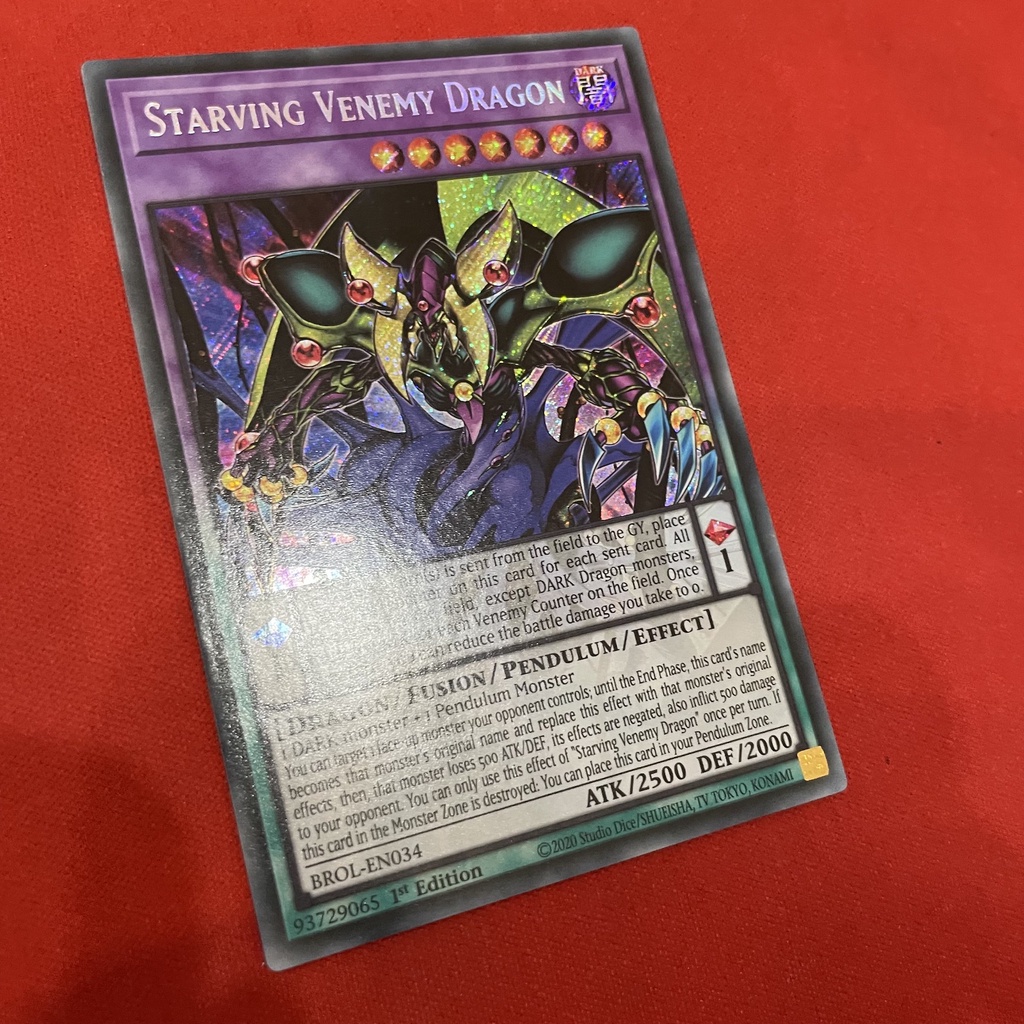 STARVING VENEMY DRAGON
DARK
闇
is sent from the field to the GY, place
on this card for each sent card. All
field, except DARK Dragon monsters,
each Venemy Counter on the field. Once
can reduce the battle damage you take to 0.
1
[DRAGON/FUSION/PENDULUM/EFFECT]
1 DARK monster + 1 Pendulum Monster
You can target 1 face-up monster your opponent controls; until the End Phase, this card's name
becomes that monster's original name and replace this effect with that monster's original
effects, then, that monster loses 500 ATK/DEF, its effects are negated, also inflict 500 damage
to your opponent. You can only use this effect of "Starving Venemy Dragon" once per turn. If
this card in the Monster Zone is destroyed: You can place this card in your Pendulum Zone.
ATK/2500 DEF/2000
BROL-EN034
©2020 Studio Dice/SHUEISHA, TV TOKYO, KONAMI
93729065 1st Edition